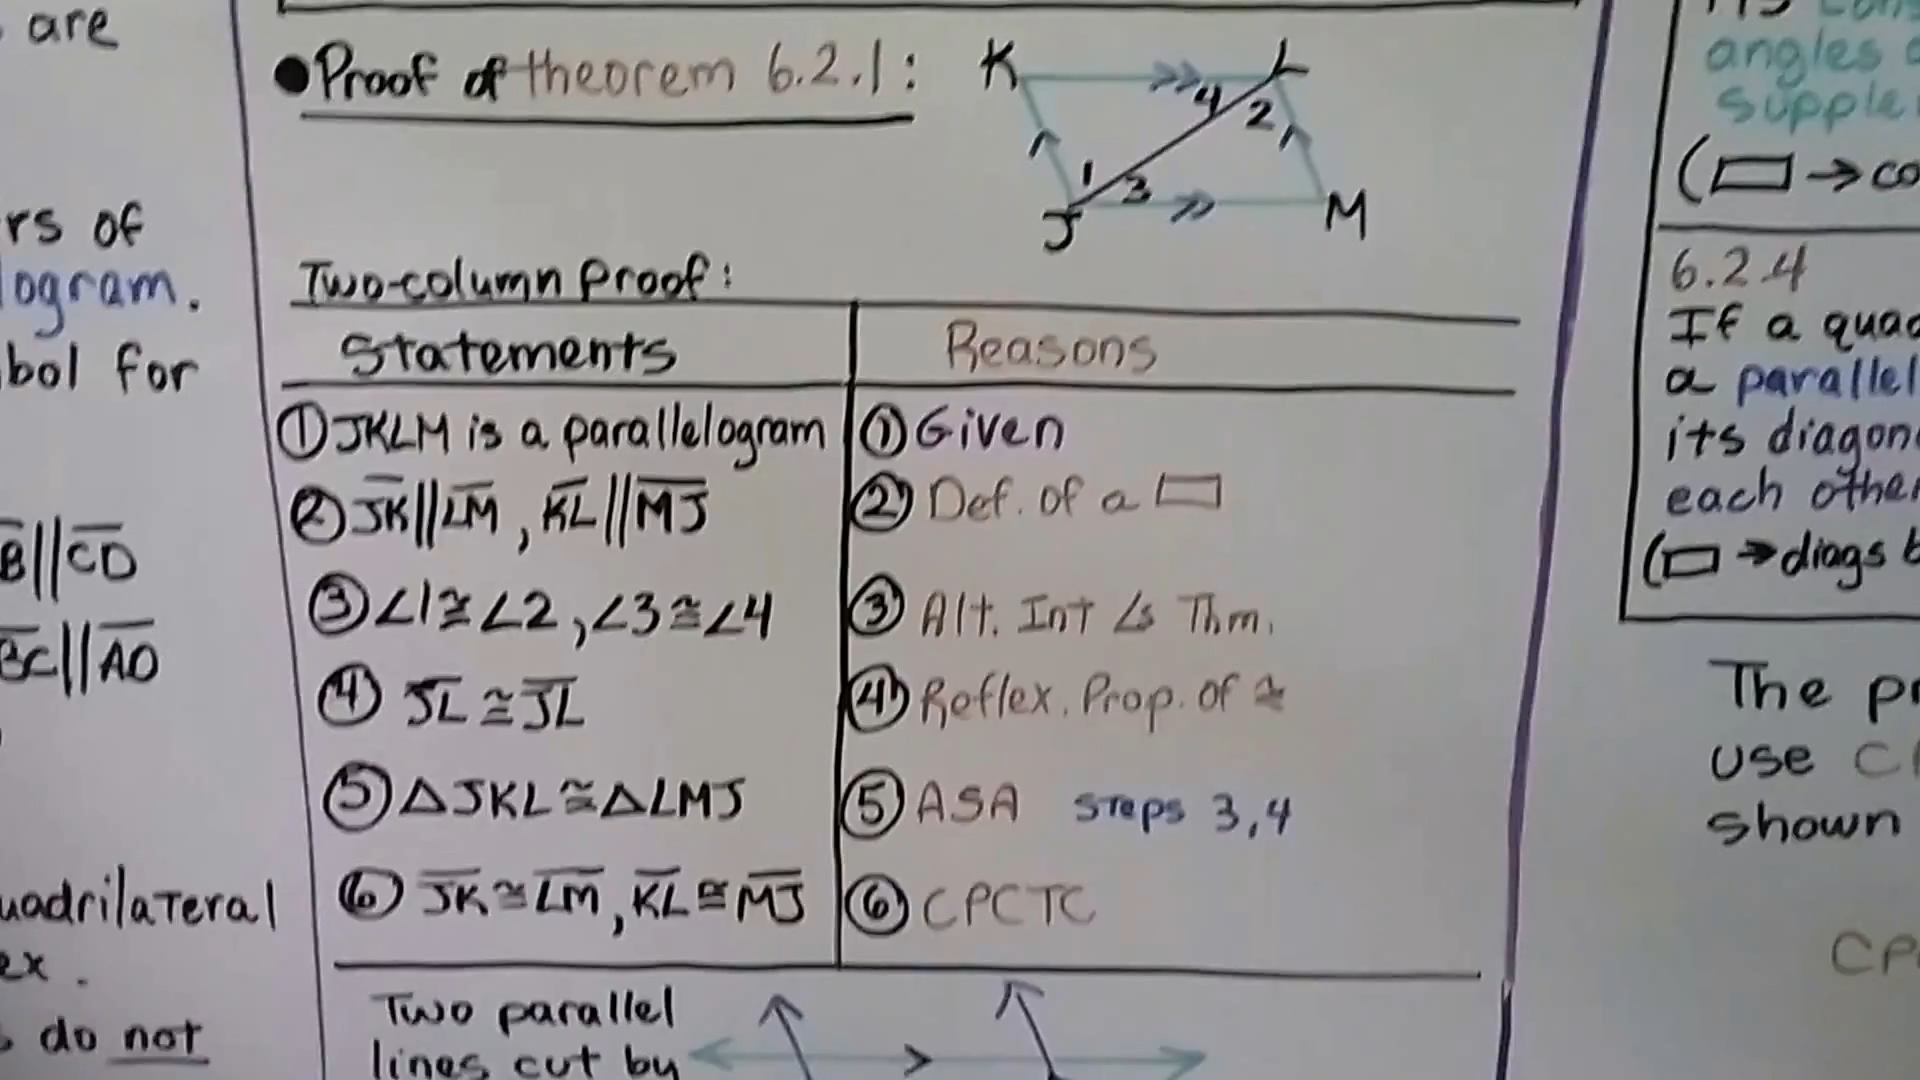 are
rs of
logram.
bol for
B||CD
BC||AD
uadrilateral
ex.
do not
●Proof of theorem 6.2.1:
K L
4 2
1 3
J M
Two-column proof:
Statements Reasons
① JKLM is a parallelogram ① Given
② JK||LM, KL||MJ ② Def. of a ▱
③ ∠1≅∠2, ∠3≅∠4 ③ Alt. Int ∠s Thm.
④ JL≅JL ④ Reflex. Prop. of ≅
⑤ △JKL≅△LMJ ⑤ ASA steps 3,4
⑥ JK≅LM, KL≅MJ ⑥ CPCTC
Two parallel
lines cut by
angles
supple
(▱→co
6.2.4
If a quad
a parallel
its diagon
each other
(▱→diags b
The pr
use C
shown
CP